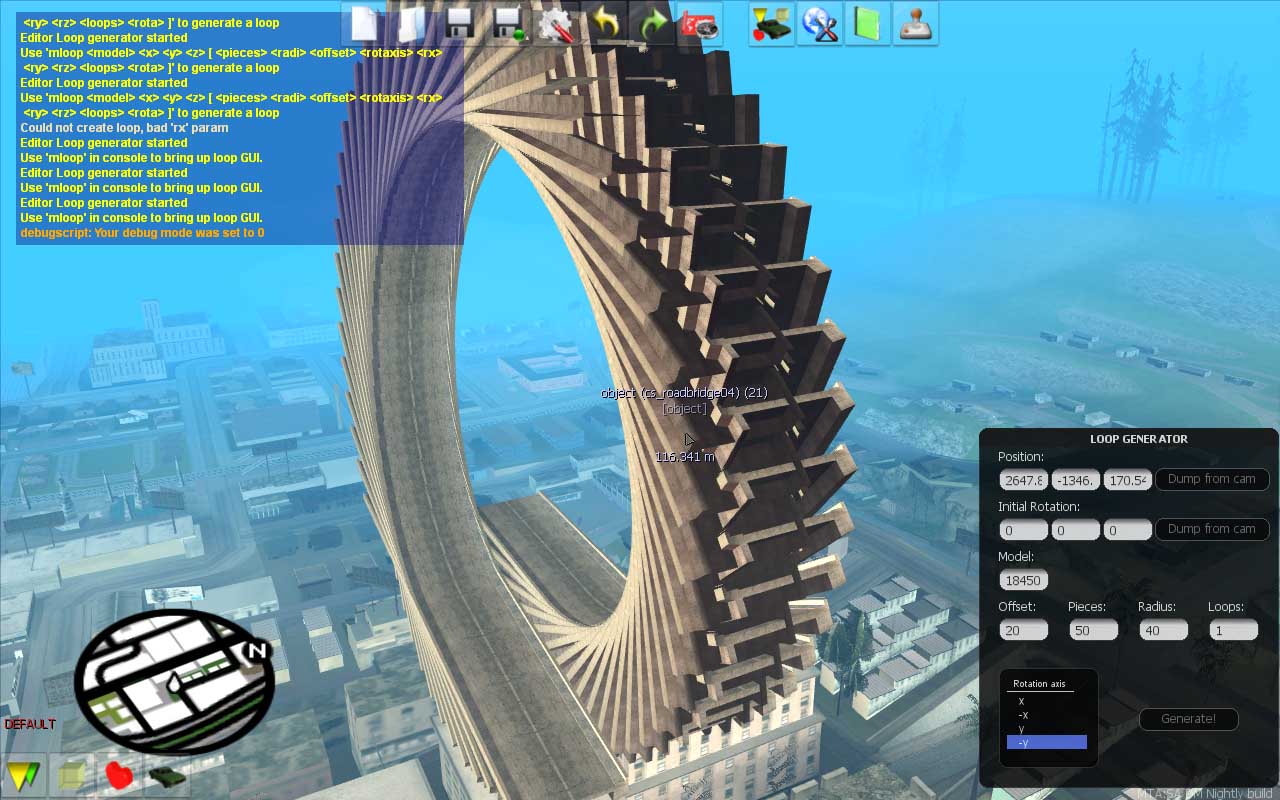 <ry> <rz> <loops> <rota> ]' to generate a loop
Editor Loop generator started
Use 'mloop <model> <x> <y> <z> [ <pieces> <radi> <offset> <rotaxis> <rx>
<ry> <rz> <loops> <rota> ]' to generate a loop
Editor Loop generator started
Use 'mloop <model> <x> <y> <z> [ <pieces> <radi> <offset> <rotaxis> <rx>
<ry> <rz> <loops> <rota> ]' to generate a loop
Could not create loop, bad 'rx' param
Editor Loop generator started
Use 'mloop' in console to bring up loop GUI.
Editor Loop generator started
Use 'mloop' in console to bring up loop GUI.
Editor Loop generator started
Use 'mloop' in console to bring up loop GUI.
debugscript: Your debug mode was set to 0
object (cs_roadbridge04) (21)
[object]
116.341 m
LOOP GENERATOR
Position:
2647.8 -1346. 170.54 Dump from cam
Initial Rotation:
0 0 0 Dump from cam
Model:
18450
Offset: Pieces: Radius: Loops:
20 50 40 1
Rotation axis
x
-x
y
-y
Generate!
N
DEFAULT
MTA:SA DM Nightly build